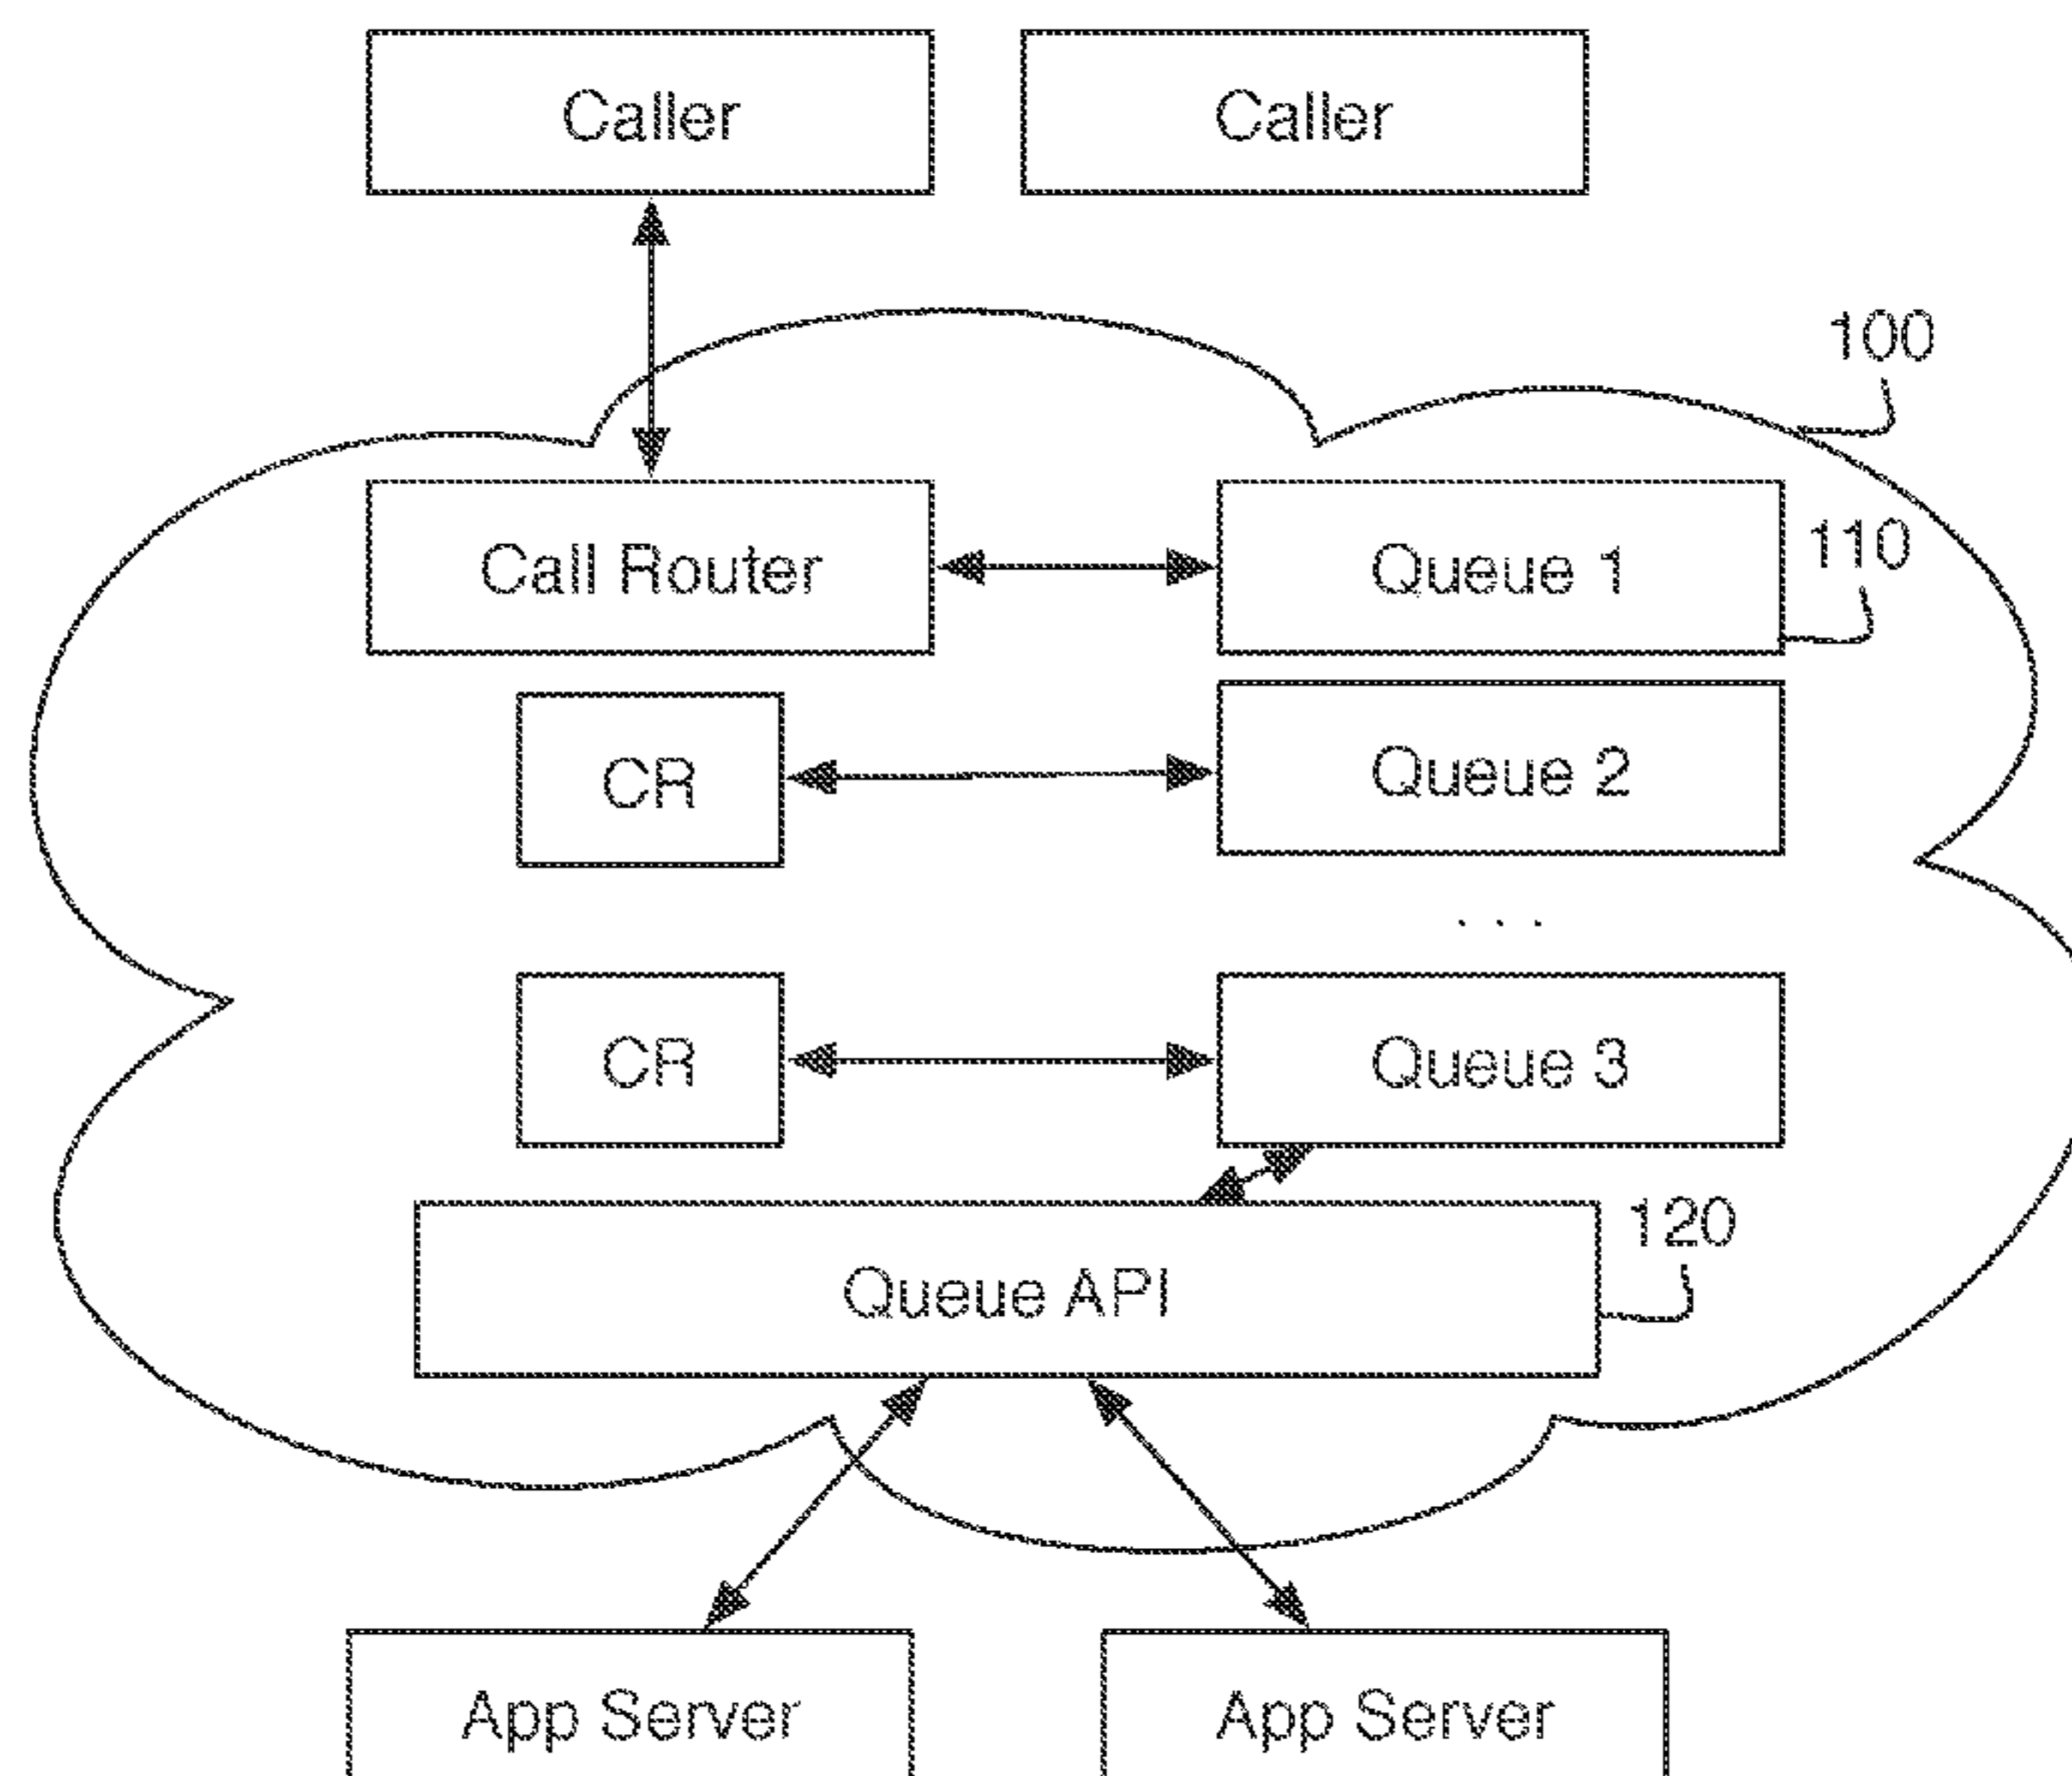 Caller Caller
100
Call Router Queue 1 110
CR Queue 2
. . .
CR Queue 3
120
Queue API
App Server App Server